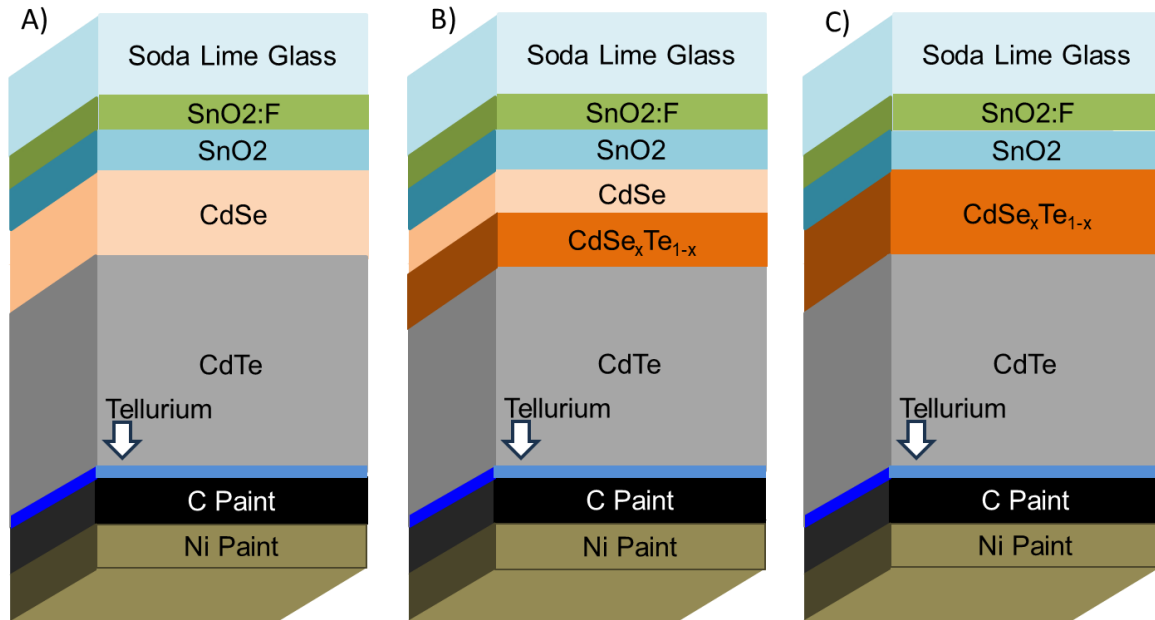 A)
Soda Lime Glass
SnO2:F
SnO2
CdSe
CdTe
Tellurium
C Paint
Ni Paint
B)
Soda Lime Glass
SnO2:F
SnO2
CdSe
CdSeₓTe₁₋ₓ
CdTe
Tellurium
C Paint
Ni Paint
C)
Soda Lime Glass
SnO2:F
SnO2
CdSeₓTe₁₋ₓ
CdTe
Tellurium
C Paint
Ni Paint